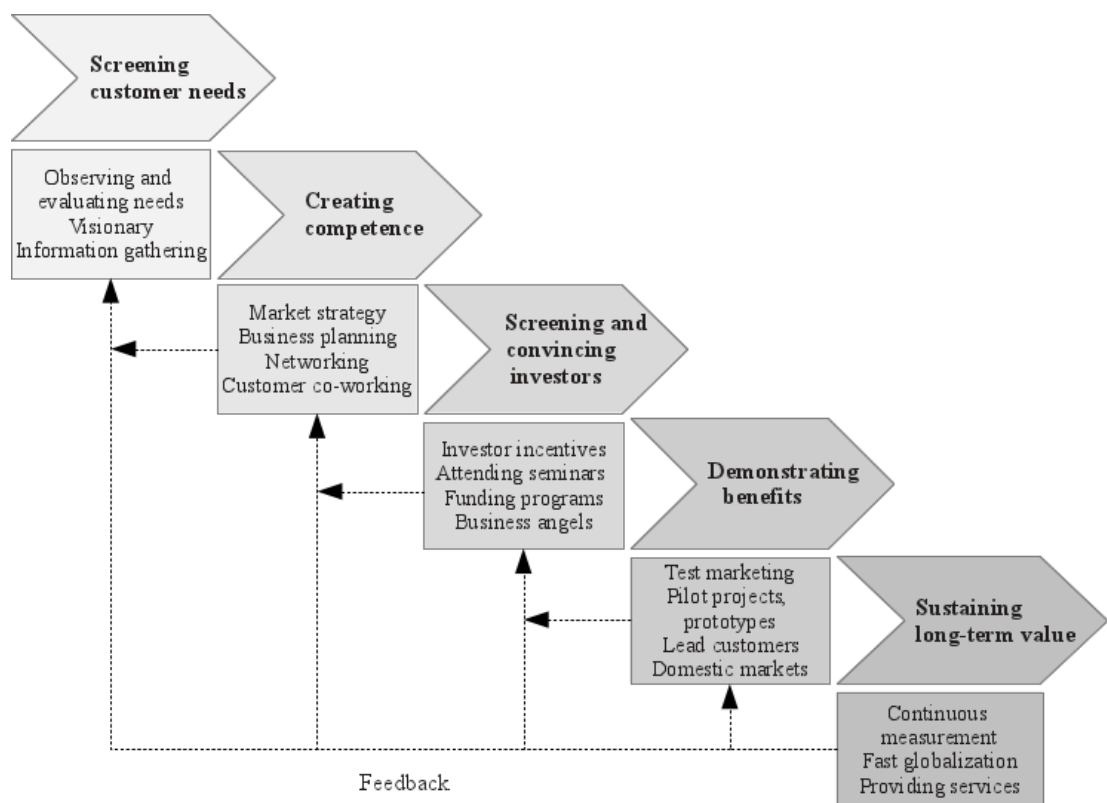 Screening
customer needs
Observing and
evaluating needs
Visionary
Information gathering
Creating
competence
Market strategy
Business planning
Networking
Customer co-working
Screening and
convincing
investors
Investor incentives
Attending seminars
Funding programs
Business angels
Demonstrating
benefits
Test marketing
Pilot projects,
prototypes
Lead customers
Domestic markets
Sustaining
long-term value
Continuous
measurement
Fast globalization
Providing services
Feedback